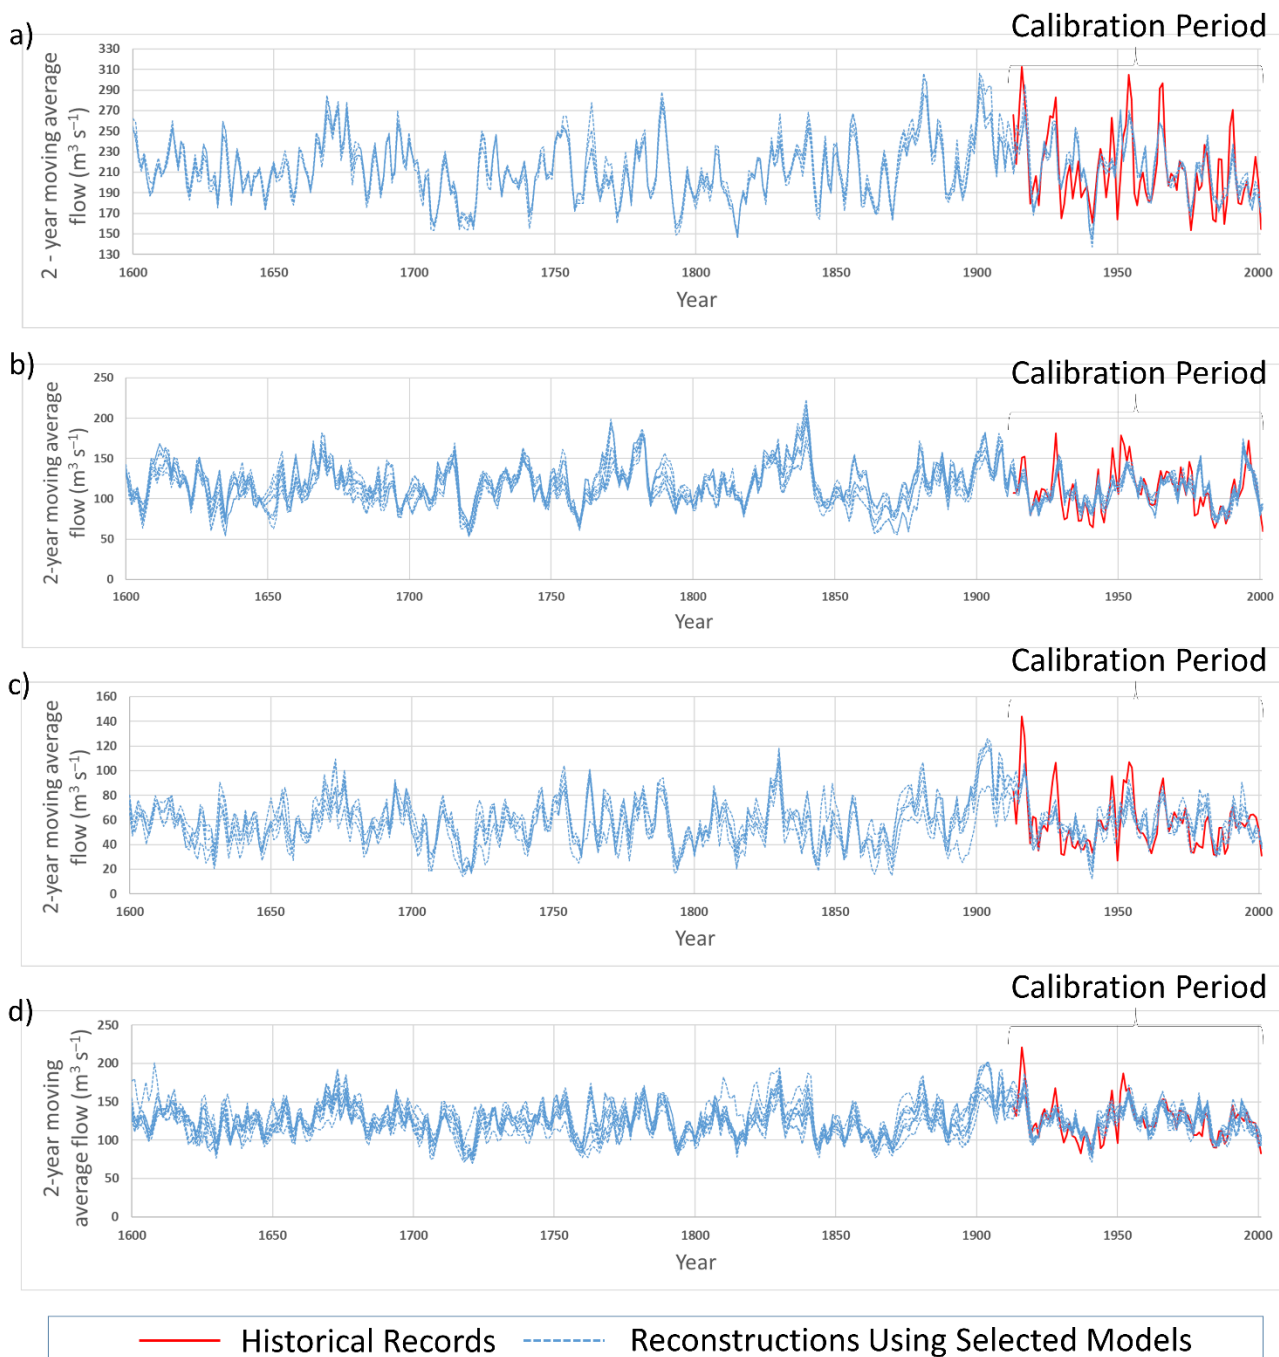 a)
Calibration Period
2 - year moving average
flow (m³ s⁻¹)
330
310
290
270
250
230
210
190
170
150
130
1600 1650 1700 1750 1800 1850 1900 1950 2000
Year
b)
Calibration Period
2-year moving average
flow (m³ s⁻¹)
250
200
150
100
50
0
1600 1650 1700 1750 1800 1850 1900 1950 2000
Year
c)
Calibration Period
2-year moving average
flow (m³ s⁻¹)
160
140
120
100
80
60
40
20
0
1600 1650 1700 1750 1800 1850 1900 1950 2000
Year
d)
Calibration Period
2-year moving
average flow (m³ s⁻¹)
250
200
150
100
50
0
1600 1650 1700 1750 1800 1850 1900 1950 2000
Year
Historical Records Reconstructions Using Selected Models